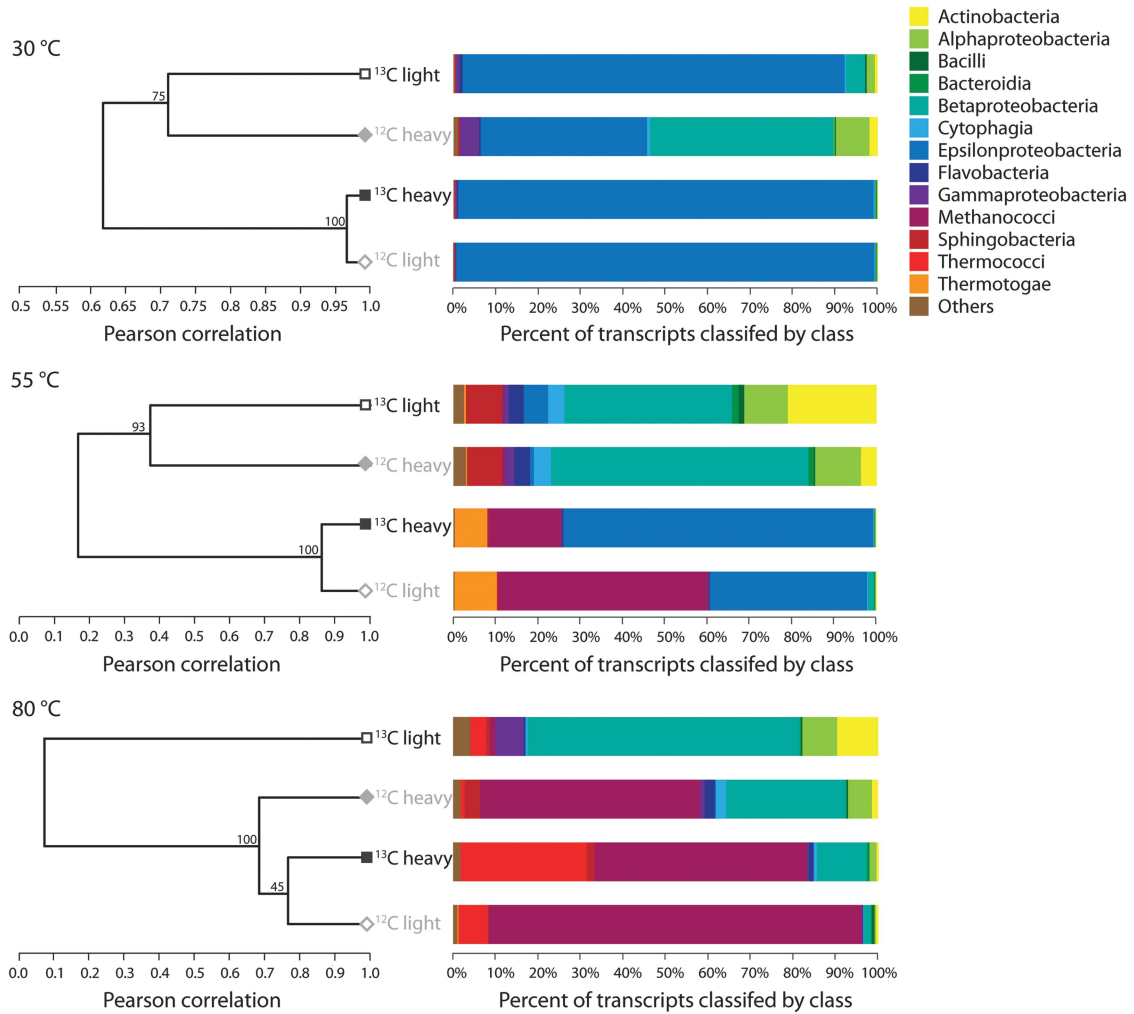 30 °C
75
100
¹³C light
¹²C heavy
¹³C heavy
¹²C light
0.5 0.55 0.6 0.65 0.7 0.75 0.8 0.85 0.9 0.95 1.0
Pearson correlation
0% 10% 20% 30% 40% 50% 60% 70% 80% 90% 100%
Percent of transcripts classifed by class
Actinobacteria
Alphaproteobacteria
Bacilli
Bacteroidia
Betaproteobacteria
Cytophagia
Epsilonproteobacteria
Flavobacteria
Gammaproteobacteria
Methanococci
Sphingobacteria
Thermococci
Thermotogae
Others
55 °C
93
100
¹³C light
¹²C heavy
¹³C heavy
¹²C light
0.0 0.1 0.2 0.3 0.4 0.5 0.6 0.7 0.8 0.9 1.0
Pearson correlation
0% 10% 20% 30% 40% 50% 60% 70% 80% 90% 100%
Percent of transcripts classifed by class
80 °C
100
45
¹³C light
¹²C heavy
¹³C heavy
¹²C light
0.0 0.1 0.2 0.3 0.4 0.5 0.6 0.7 0.8 0.9 1.0
Pearson correlation
0% 10% 20% 30% 40% 50% 60% 70% 80% 90% 100%
Percent of transcripts classifed by class